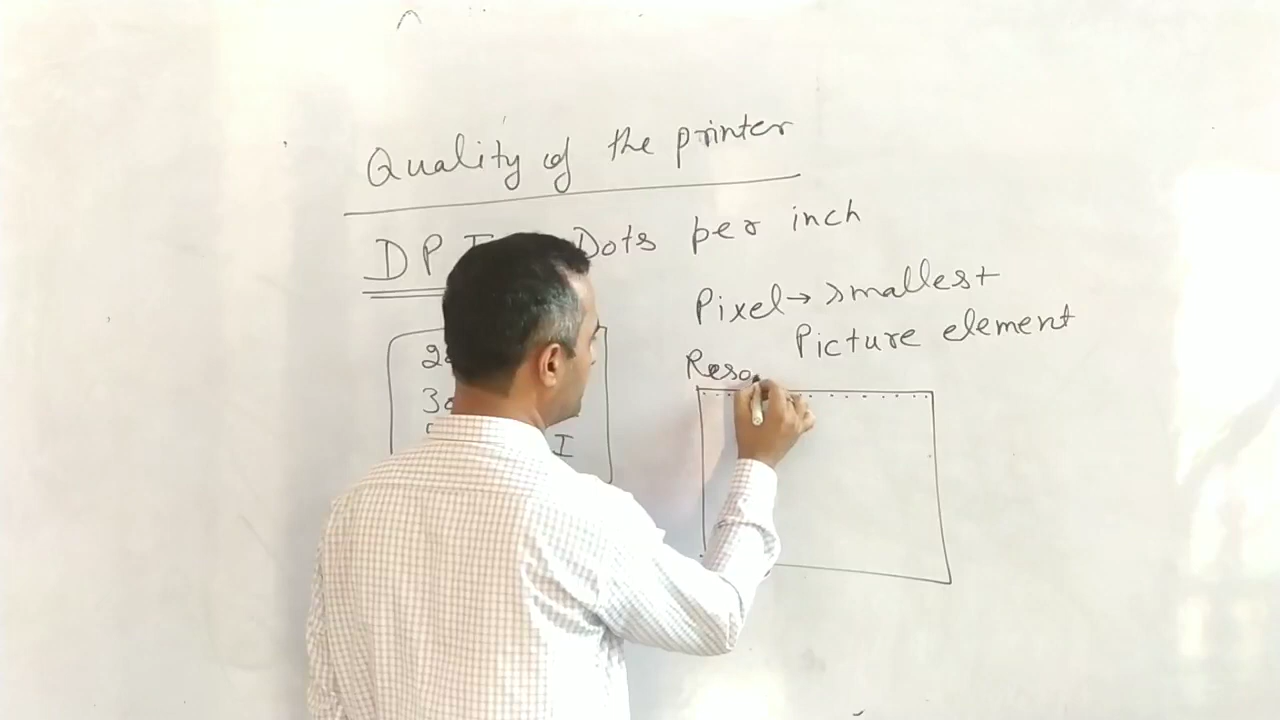 Quality of the printer
DPI Dots per inch
Pixel → smallest
Picture element
Reso
I